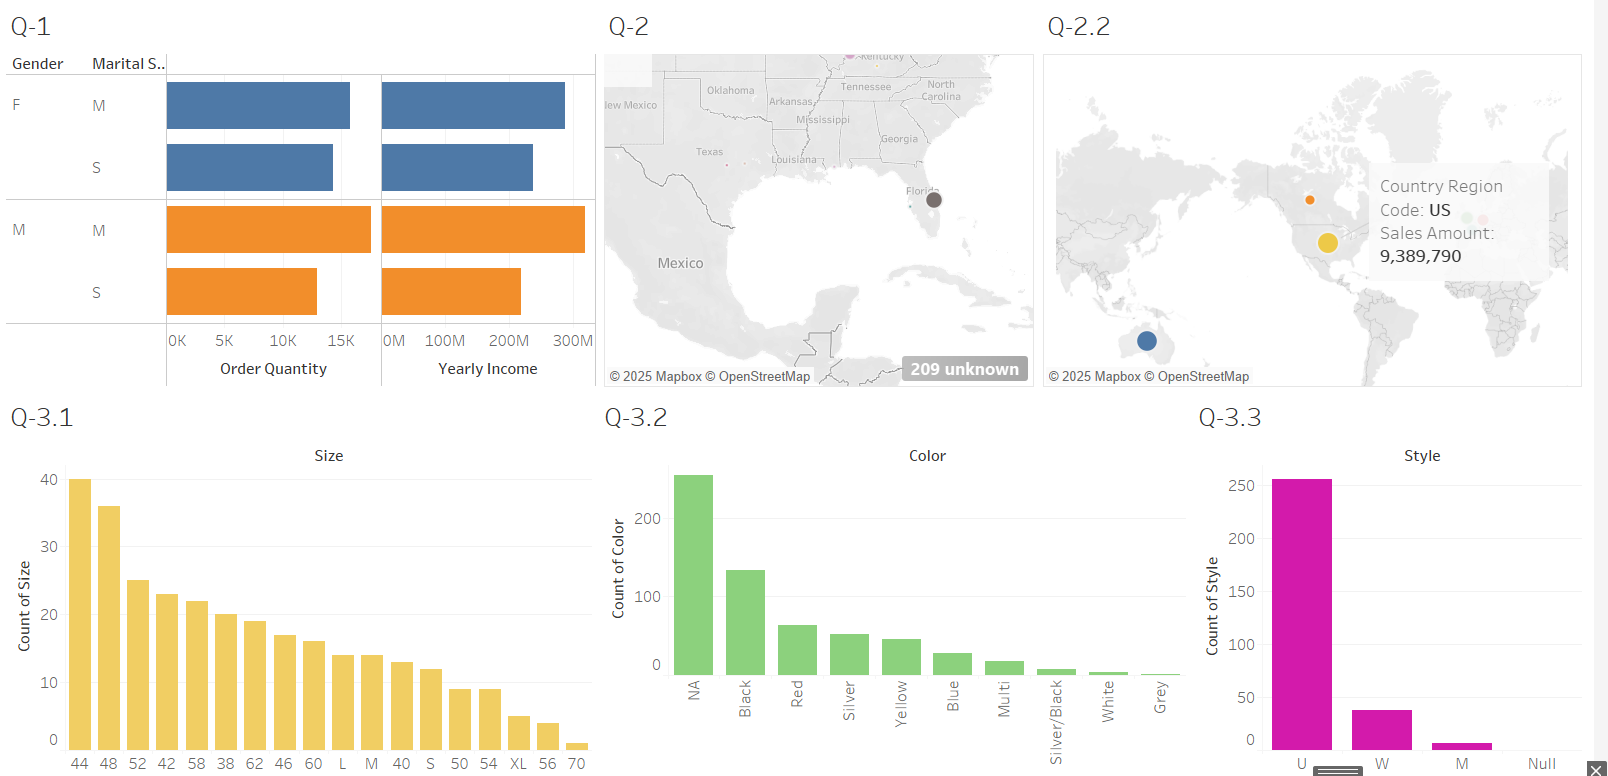 Q-1
Gender Marital S..
F M
S
M M
S
0K 5K 10K 15K 0M 100M 200M 300M
Order Quantity Yearly Income
Q-2
Kentucky
Oklahoma Tennessee North
Carolina
ew Mexico Arkansas
Mississippi
Georgia
Texas Louisiana
Florida
Mexico
209 unknown
© 2025 Mapbox © OpenStreetMap
Q-2.2
Country Region
Code: US
Sales Amount:
9,389,790
© 2025 Mapbox © OpenStreetMap
Q-3.1
Size
Count of Size
40
30
20
10
0
44 48 52 42 58 38 62 46 60 L M 40 S 50 54 XL 56 70
Q-3.2
Color
Count of Color
200
100
0
NA Black Red Silver Yellow Blue Multi Silver/Black White Grey
Q-3.3
Style
Count of Style
250
200
150
100
50
0
U W M Null